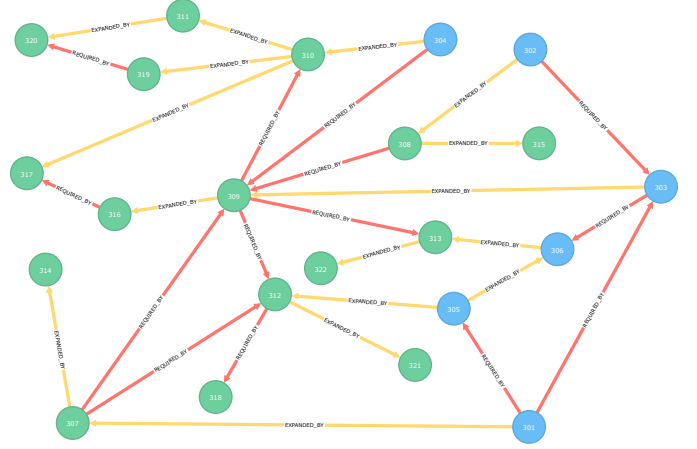 311
EXPANDED_BY
320
REQUIRED_BY
319
EXPANDED_BY
EXPANDED_BY
310
EXPANDED_BY
304
302
EXPANDED_BY
EXPANDED_BY
REQUIRED_BY
REQUIRED_BY
REQUIRED_BY
308
EXPANDED_BY
315
317
REQUIRED_BY
316
EXPANDED_BY
309
REQUIRED_BY
EXPANDED_BY
303
REQUIRED_BY
REQUIRED_BY
REQUIRED_BY
313
EXPANDED_BY
306
EXPANDED_BY
322
314
312
EXPANDED_BY
305
EXPANDED_BY
REQUIRED_BY
REQUIRED_BY
EXPANDED_BY
REQUIRED_BY
EXPANDED_BY
REQUIRED_BY
321
REQUIRED_BY
318
307
EXPANDED_BY
301